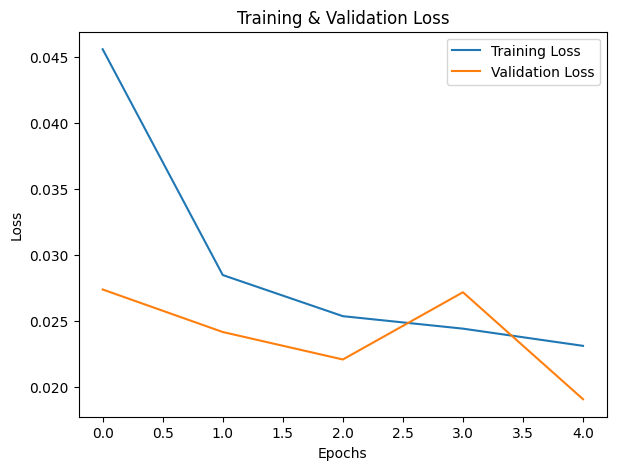 Training & Validation Loss
Training Loss
Validation Loss
0.045
0.040
0.035
0.030
0.025
0.020
Loss
0.0 0.5 1.0 1.5 2.0 2.5 3.0 3.5 4.0
Epochs